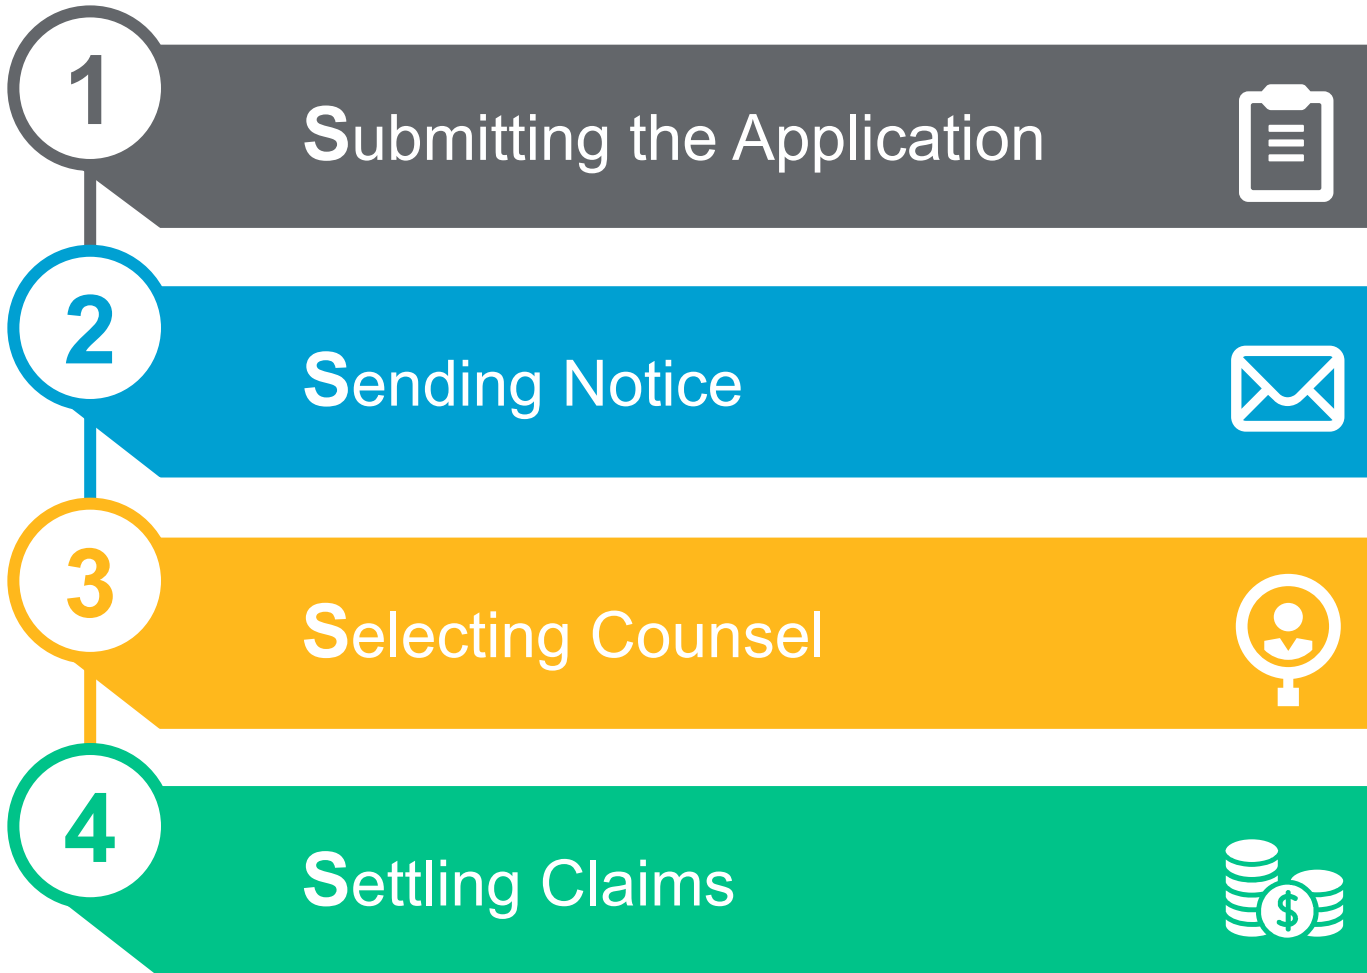 1
Submitting the Application
2
Sending Notice
3
Selecting Counsel
4
Settling Claims
$